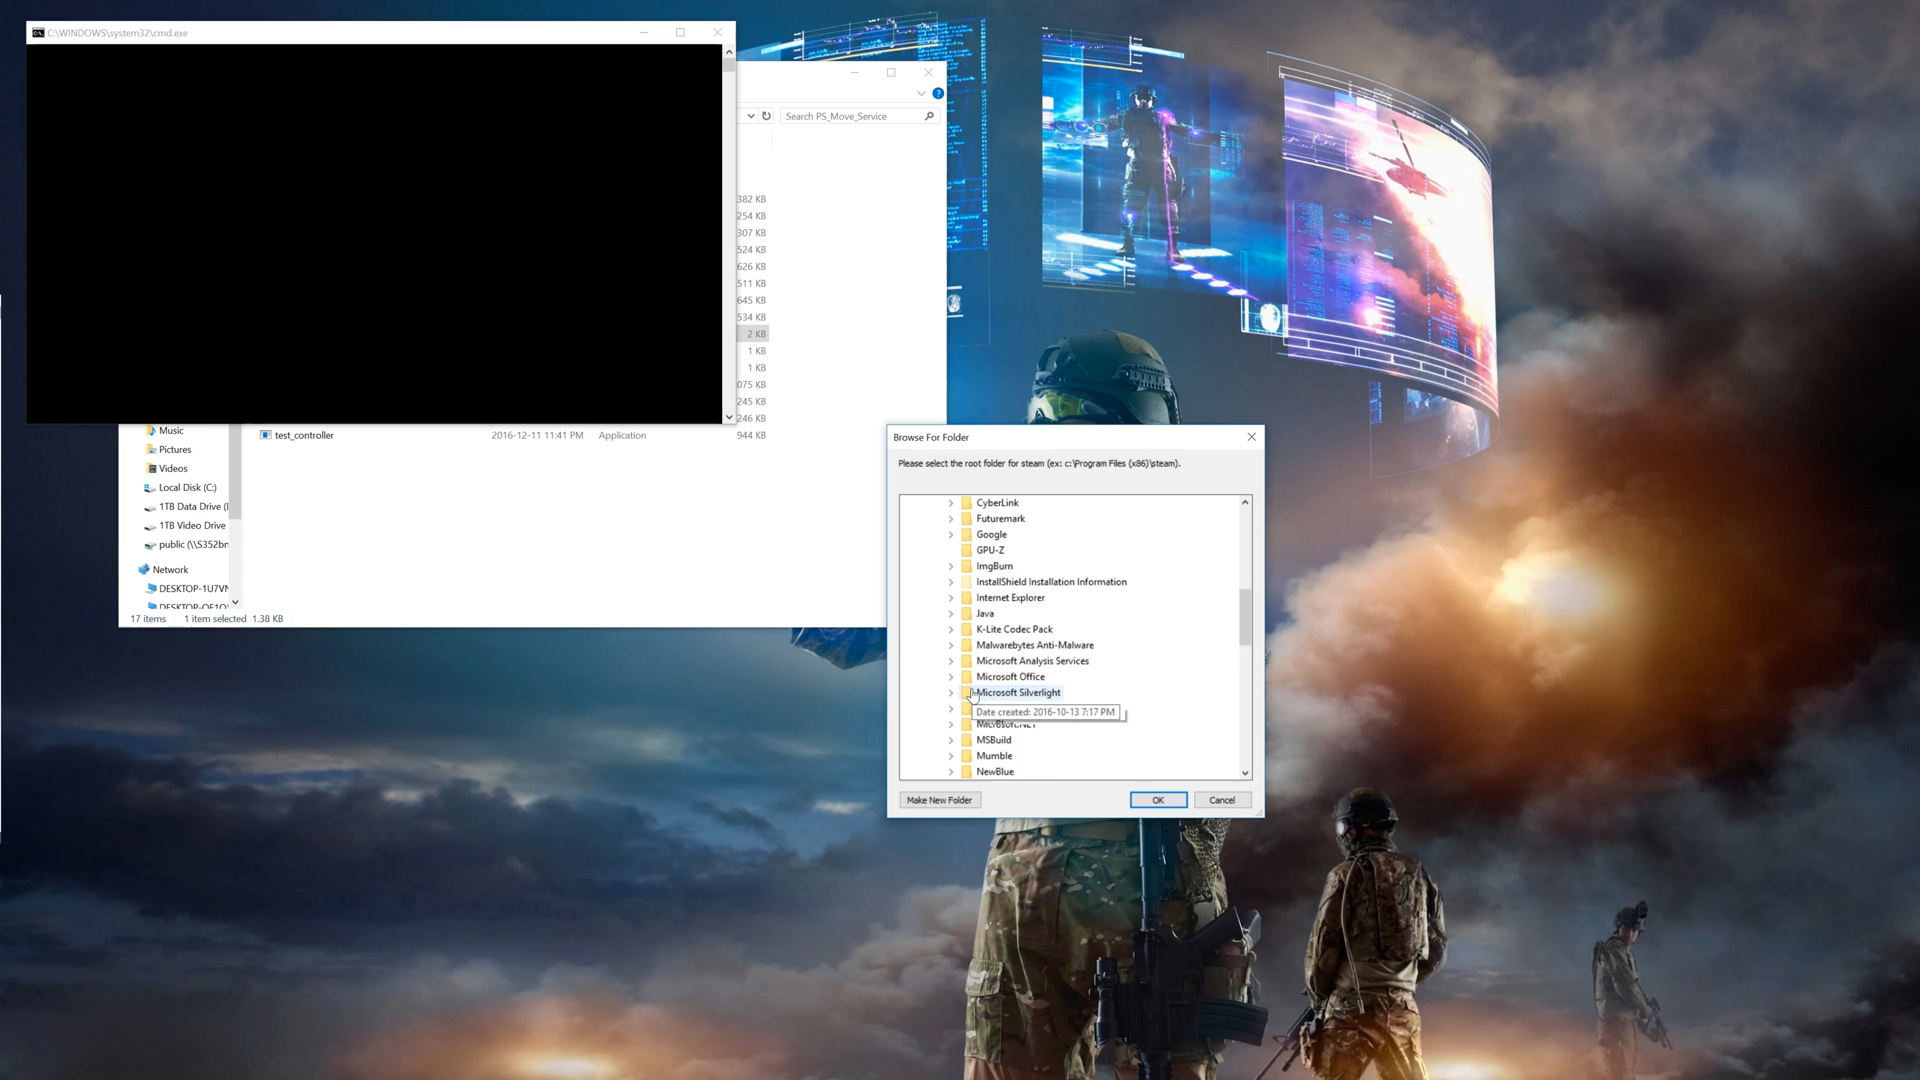 C:\WINDOWS\system32\cmd.exe
Search PS_Move_Service
382 KB
254 KB
307 KB
524 KB
626 KB
511 KB
645 KB
534 KB
2 KB
1 KB
1 KB
075 KB
245 KB
246 KB
Music
test_controller 2016-12-11 11:41 PM Application 944 KB
Pictures
Videos
Local Disk (C:)
1TB Data Drive (
1TB Video Drive
public (\\S352br
Network
DESKTOP-1U7VN
17 items 1 item selected 1.38 KB
Browse For Folder
Please select the root folder for steam (ex: c:\Program Files (x86)\steam).
CyberLink
Futuremark
Google
GPU-Z
ImgBurn
InstallShield Installation Information
Internet Explorer
Java
K-Lite Codec Pack
Malwarebytes Anti-Malware
Microsoft Analysis Services
Microsoft Office
Microsoft Silverlight
Date created: 2016-10-13 7:17 PM
Microsoft.NET
MSBuild
Mumble
NewBlue
Make New Folder
OK
Cancel